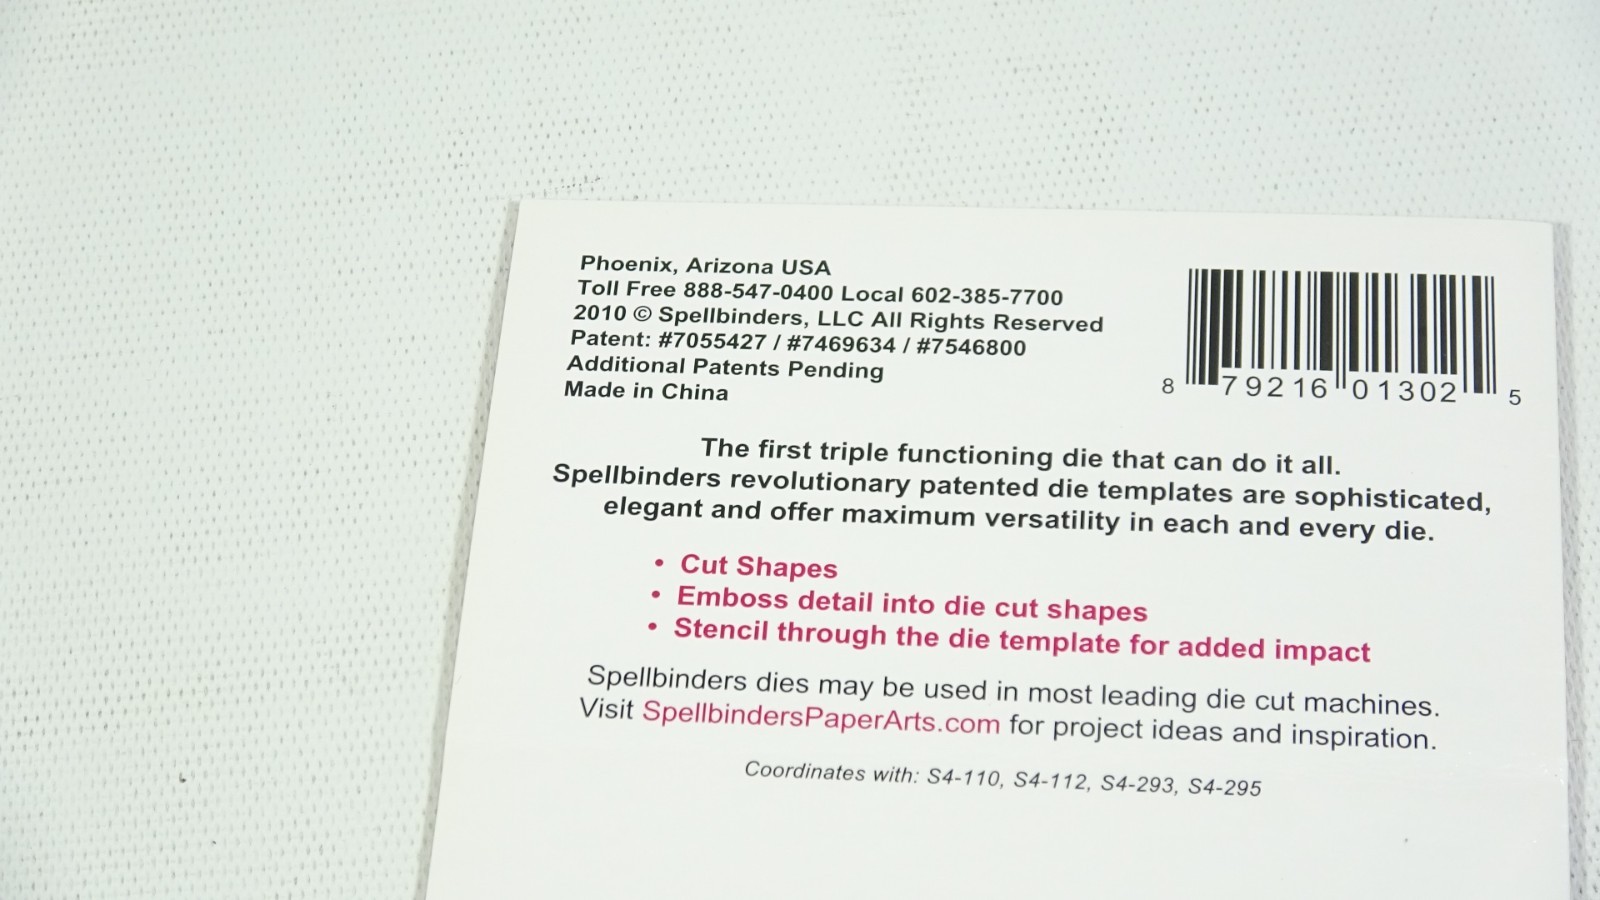 Phoenix, Arizona USA
Toll Free 888-547-0400 Local 602-385-7700
2010 © Spellbinders, LLC All Rights Reserved
Patent: #7055427 / #7469634 / #7546800
Additional Patents Pending
Made in China
8 79216 01302 5
The first triple functioning die that can do it all.
Spellbinders revolutionary patented die templates are sophisticated,
elegant and offer maximum versatility in each and every die.
• Cut Shapes
• Emboss detail into die cut shapes
• Stencil through the die template for added impact
Spellbinders dies may be used in most leading die cut machines.
Visit SpellbindersPaperArts.com for project ideas and inspiration.
Coordinates with: S4-110, S4-112, S4-293, S4-295